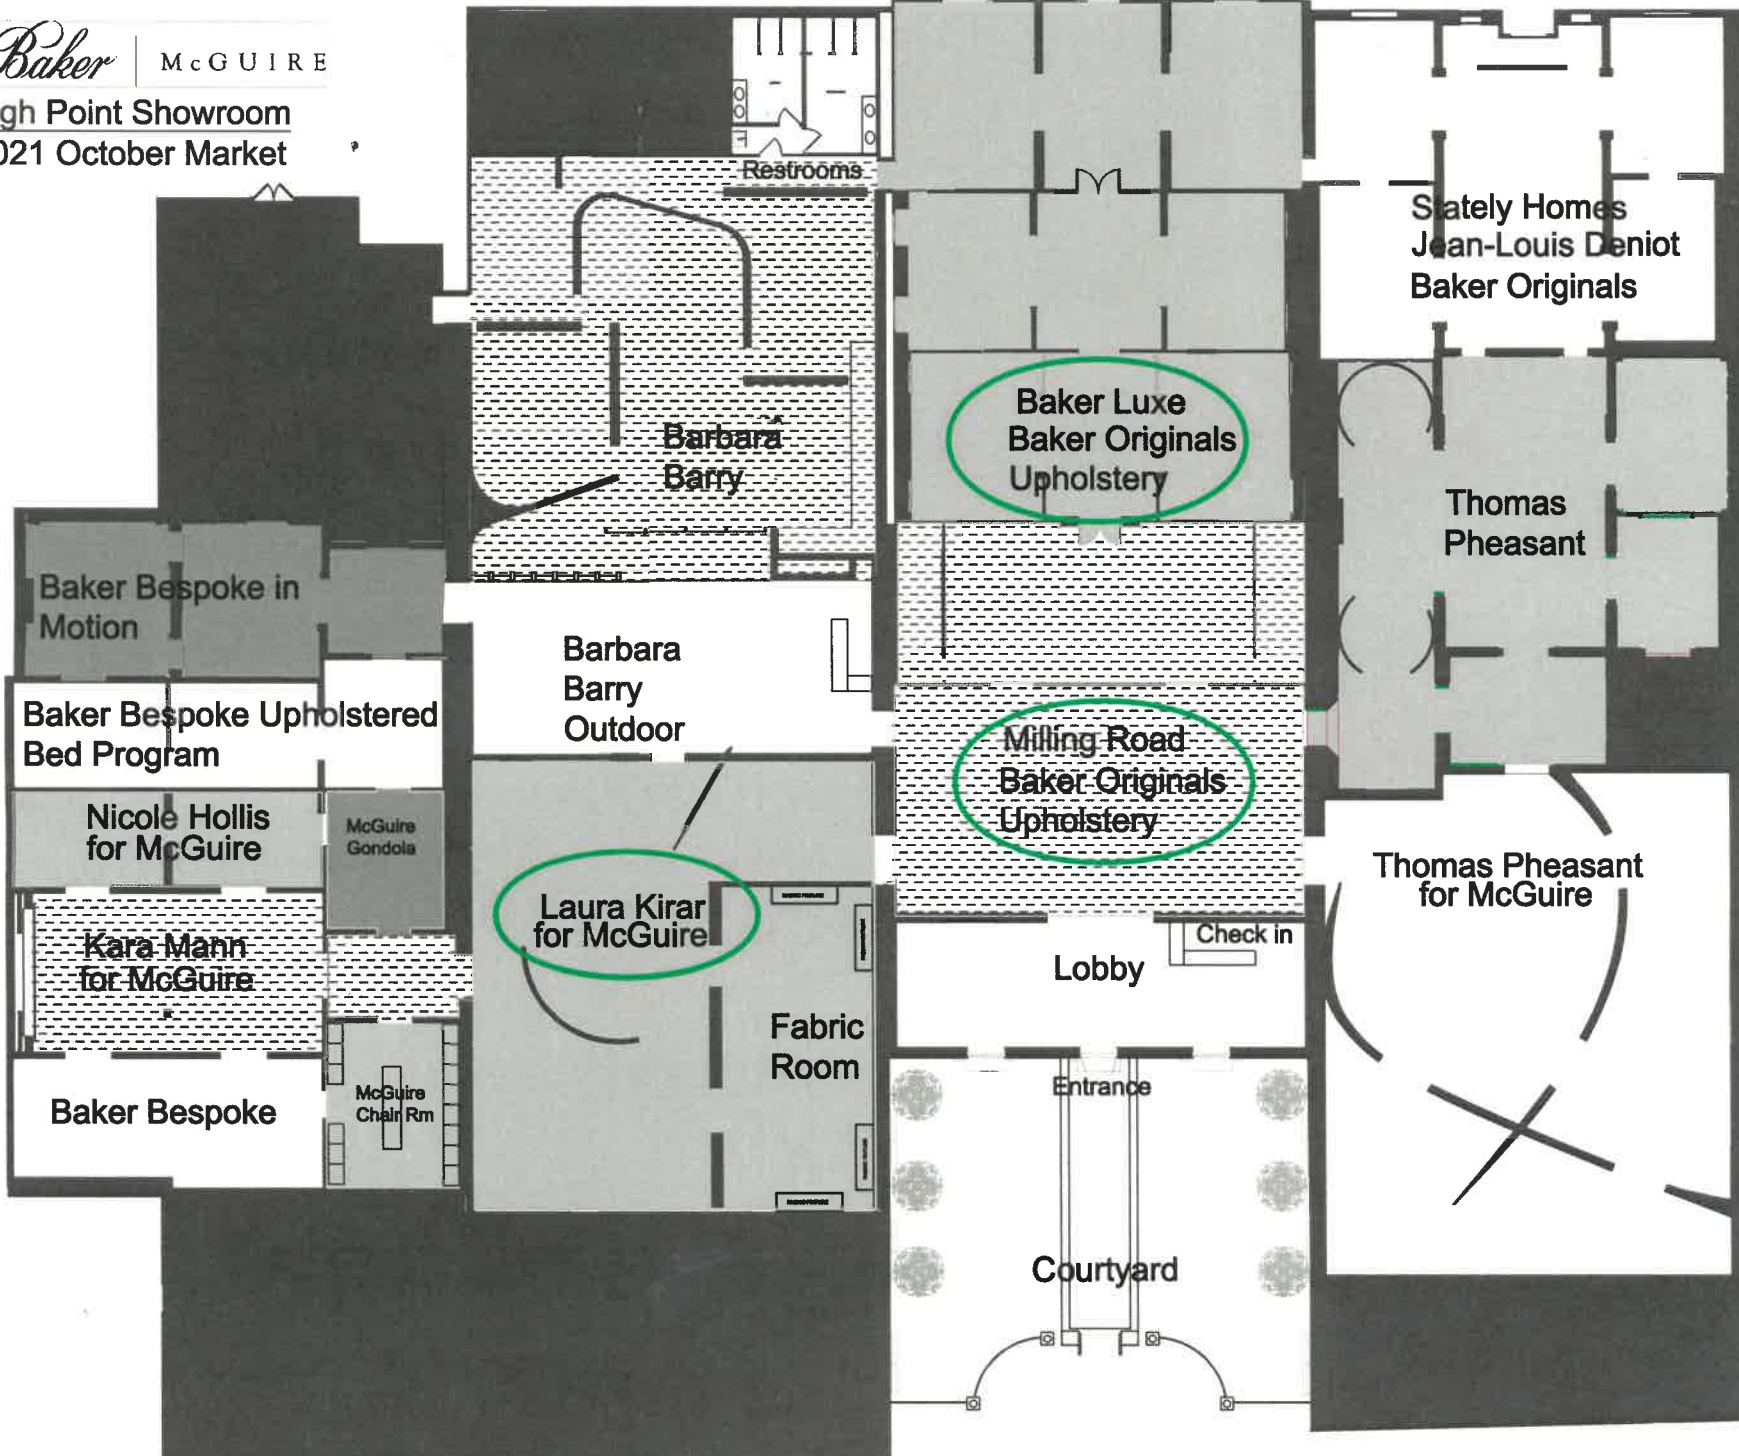 Baker | McGUIRE
gh Point Showroom
021 October Market
Restrooms
Stately Homes
Jean-Louis Deniot
Baker Originals
Baker Luxe
Baker Originals
Upholstery
Barbara
Barry
Thomas
Pheasant
Baker Bespoke in
Motion
Barbara
Barry
Outdoor
Baker Bespoke Upholstered
Bed Program
Milling Road
Baker Originals
Upholstery
Nicole Hollis
for McGuire
McGuire
Gondola
Thomas Pheasant
for McGuire
Laura Kirar
for McGuire
Kara Mann
for McGuire
Check in
Lobby
Fabric
Room
Entrance
McGuire
Chair Rm
Baker Bespoke
Courtyard